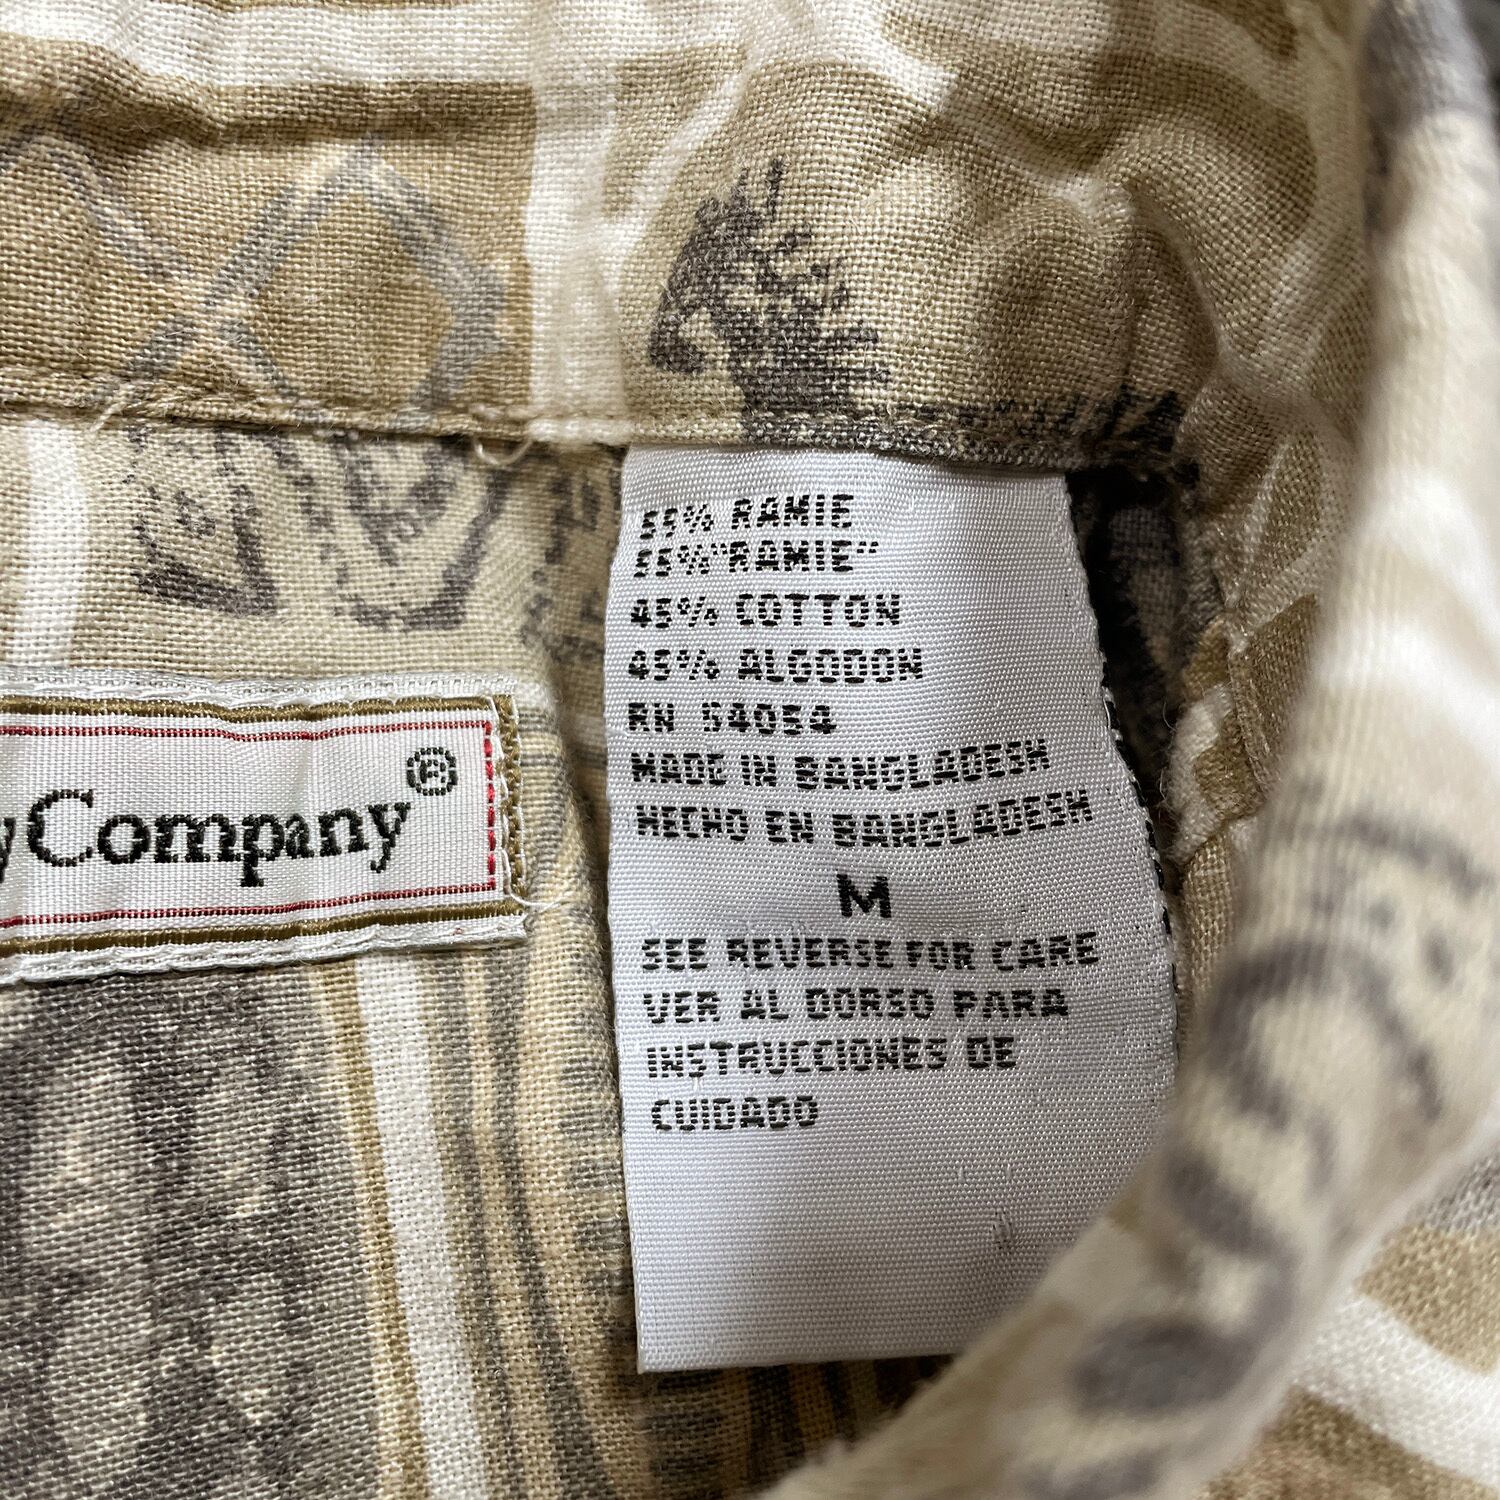 55% RAMIE
55% "RAMIE"
45% COTTON
45% ALGODON
RN 54054
MADE IN BANGLADESH
HECHO EN BANGLADESH
M
SEE REVERSE FOR CARE
VER AL DORSO PARA
INSTRUCCIONES DE
CUIDADO
Company®